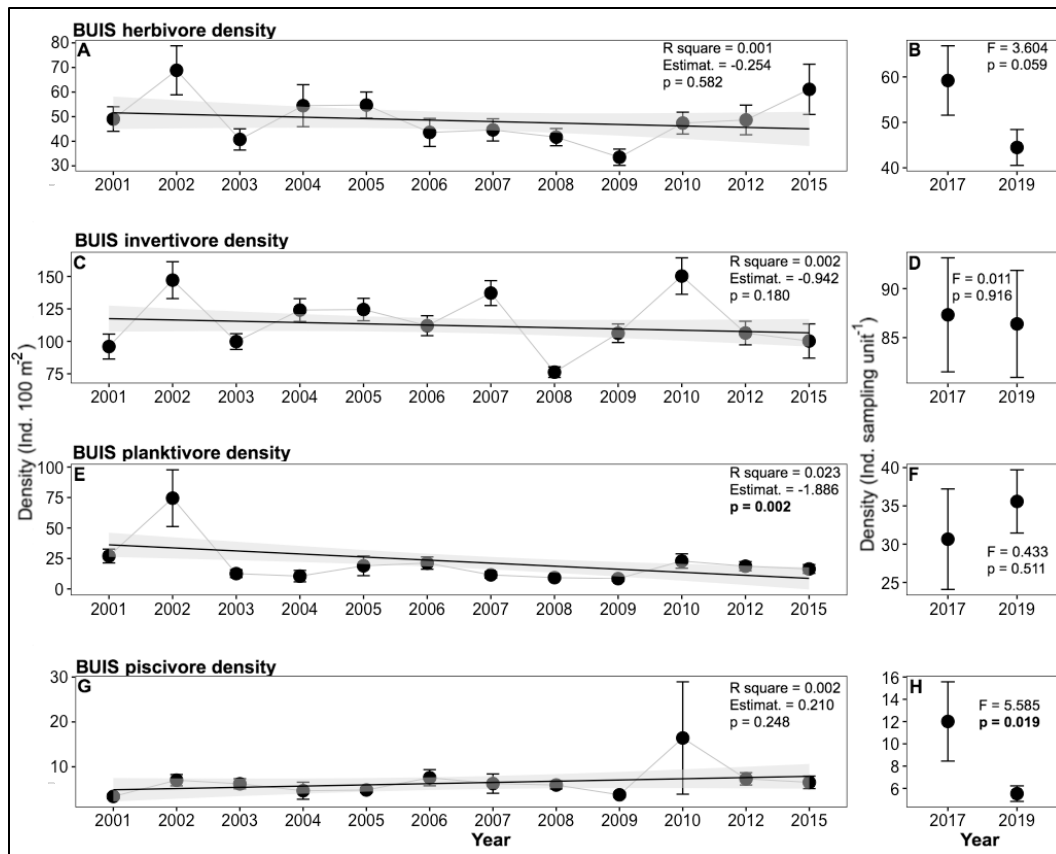 BUIS herbivore density
A
R square = 0.001
Estimat. = -0.254
p = 0.582
80
70
60
50
40
30
2001 2002 2003 2004 2005 2006 2007 2008 2009 2010 2012 2015
B
F = 3.604
p = 0.059
60
50
40
2017 2019
BUIS invertivore density
C
R square = 0.002
Estimat. = -0.942
p = 0.180
150
125
100
75
2001 2002 2003 2004 2005 2006 2007 2008 2009 2010 2012 2015
D
F = 0.011
p = 0.916
90
85
2017 2019
Density (Ind. 100 m⁻²)
Density (Ind. sampling unit⁻¹)
BUIS planktivore density
E
R square = 0.023
Estimat. = -1.886
p = 0.002
100
75
50
25
0
2001 2002 2003 2004 2005 2006 2007 2008 2009 2010 2012 2015
F
F = 0.433
p = 0.511
40
35
30
25
2017 2019
BUIS piscivore density
G
R square = 0.002
Estimat. = 0.210
p = 0.248
30
20
10
2001 2002 2003 2004 2005 2006 2007 2008 2009 2010 2012 2015
Year
H
F = 5.585
p = 0.019
16
14
12
10
8
6
2017 2019
Year